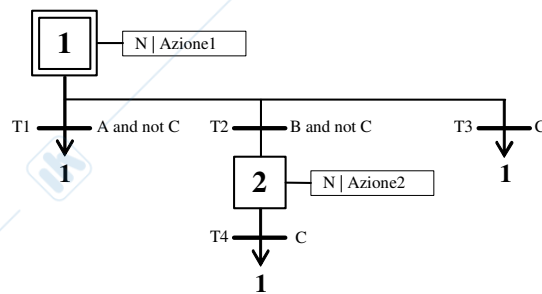 1
N | Azione1
T1
A and not C
T2
B and not C
T3
C
1
2
N | Azione2
1
T4
C
1